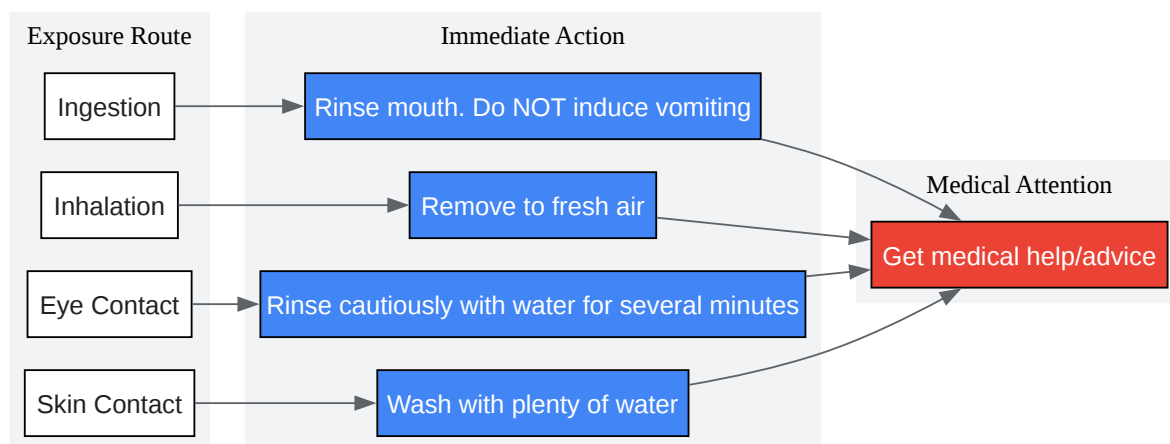 Exposure Route
Immediate Action
Ingestion
Rinse mouth. Do NOT induce vomiting
Inhalation
Remove to fresh air
Eye Contact
Rinse cautiously with water for several minutes
Skin Contact
Wash with plenty of water
Medical Attention
Get medical help/advice